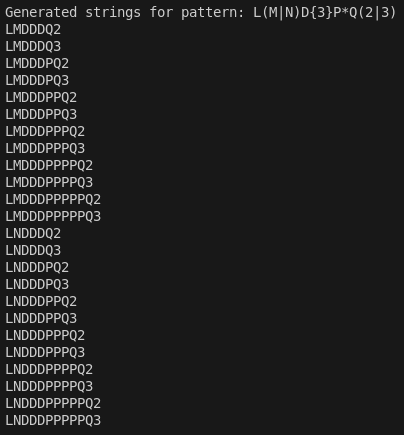 Generated strings for pattern: L(M|N)D{3}P*Q(2|3)
LMDDDQ2
LMDDDQ3
LMDDDPQ2
LMDDDPQ3
LMDDDPPQ2
LMDDDPPQ3
LMDDDPPPQ2
LMDDDPPPQ3
LMDDDPPPPQ2
LMDDDPPPPQ3
LMDDDPPPPPQ2
LMDDDPPPPPQ3
LNDDDQ2
LNDDDQ3
LNDDDPQ2
LNDDDPQ3
LNDDDPPQ2
LNDDDPPQ3
LNDDDPPPQ2
LNDDDPPPQ3
LNDDDPPPPQ2
LNDDDPPPPQ3
LNDDDPPPPPQ2
LNDDDPPPPPQ3